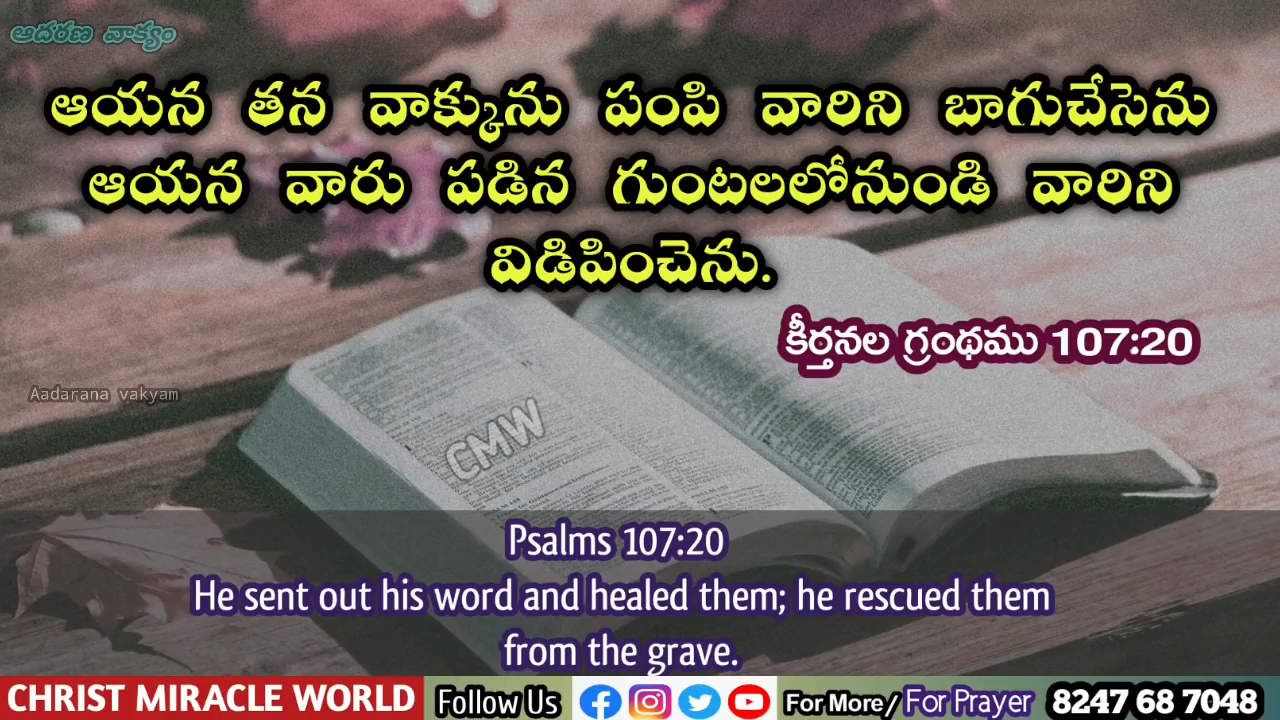 ఆదరణ వాక్యం
ఆయన తన వాక్కును పంపి వారిని బాగుచేసెను
ఆయన వారు పడిన గుంటలలోనుండి వారిని
విడిపించెను.
కీర్తనల గ్రంథము 107:20
Aadarana vakyam
CMW
Psalms 107:20
He sent out his word and healed them; he rescued them
from the grave.
CHRIST MIRACLE WORLD Follow Us For More/ For Prayer 8247 68 7048